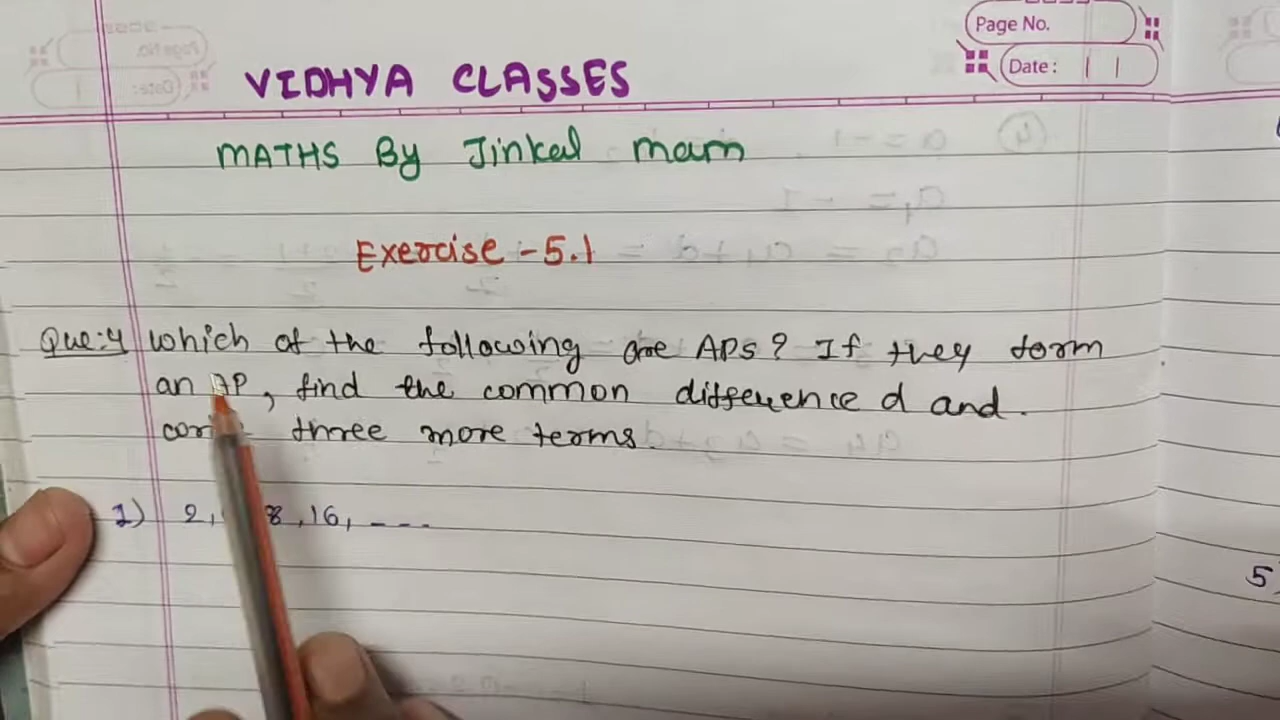 Page No.
Date :
VIDHYA CLASSES
MATHS By Jinkal mam
Exercise - 5.1
Que:4 which of the following are APs? If they form
an AP, find the common difference d and.
three more terms.
1) 2, 8, 16, ---
5